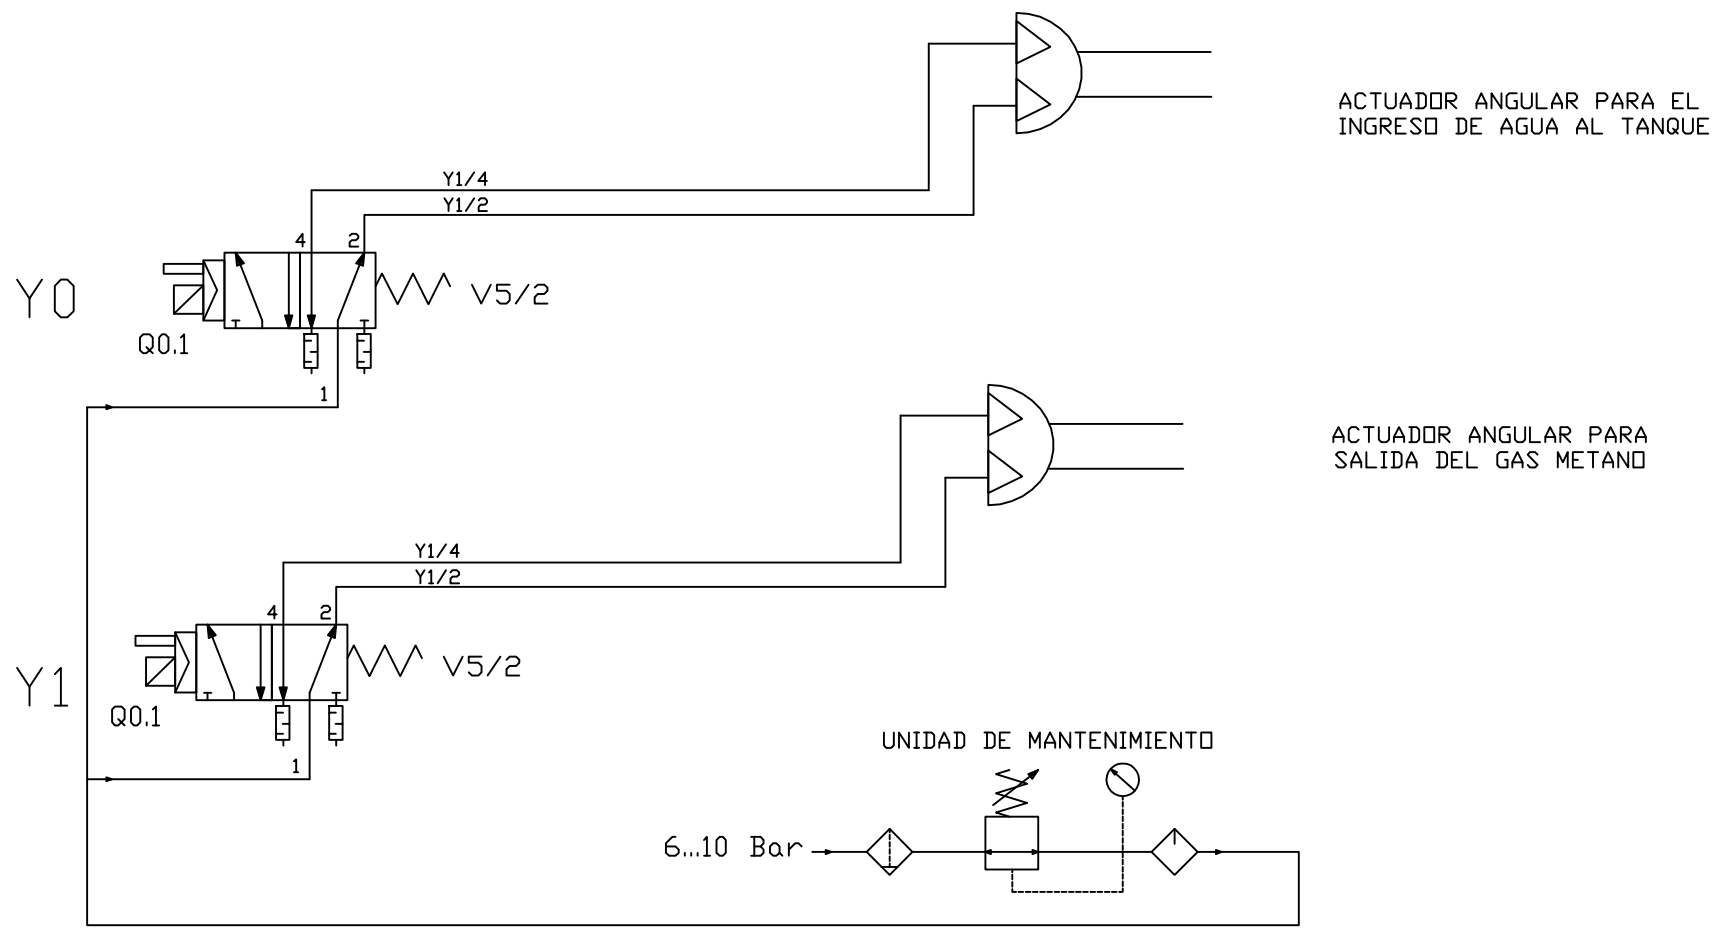 ACTUADOR ANGULAR PARA EL
INGRESO DE AGUA AL TANQUE
Y1/4
Y1/2
4 2
Y0
V5/2
Q0.1
1
ACTUADOR ANGULAR PARA
SALIDA DEL GAS METANO
Y1/4
Y1/2
4 2
Y1
V5/2
Q0.1
1
UNIDAD DE MANTENIMIENTO
6...10 Bar